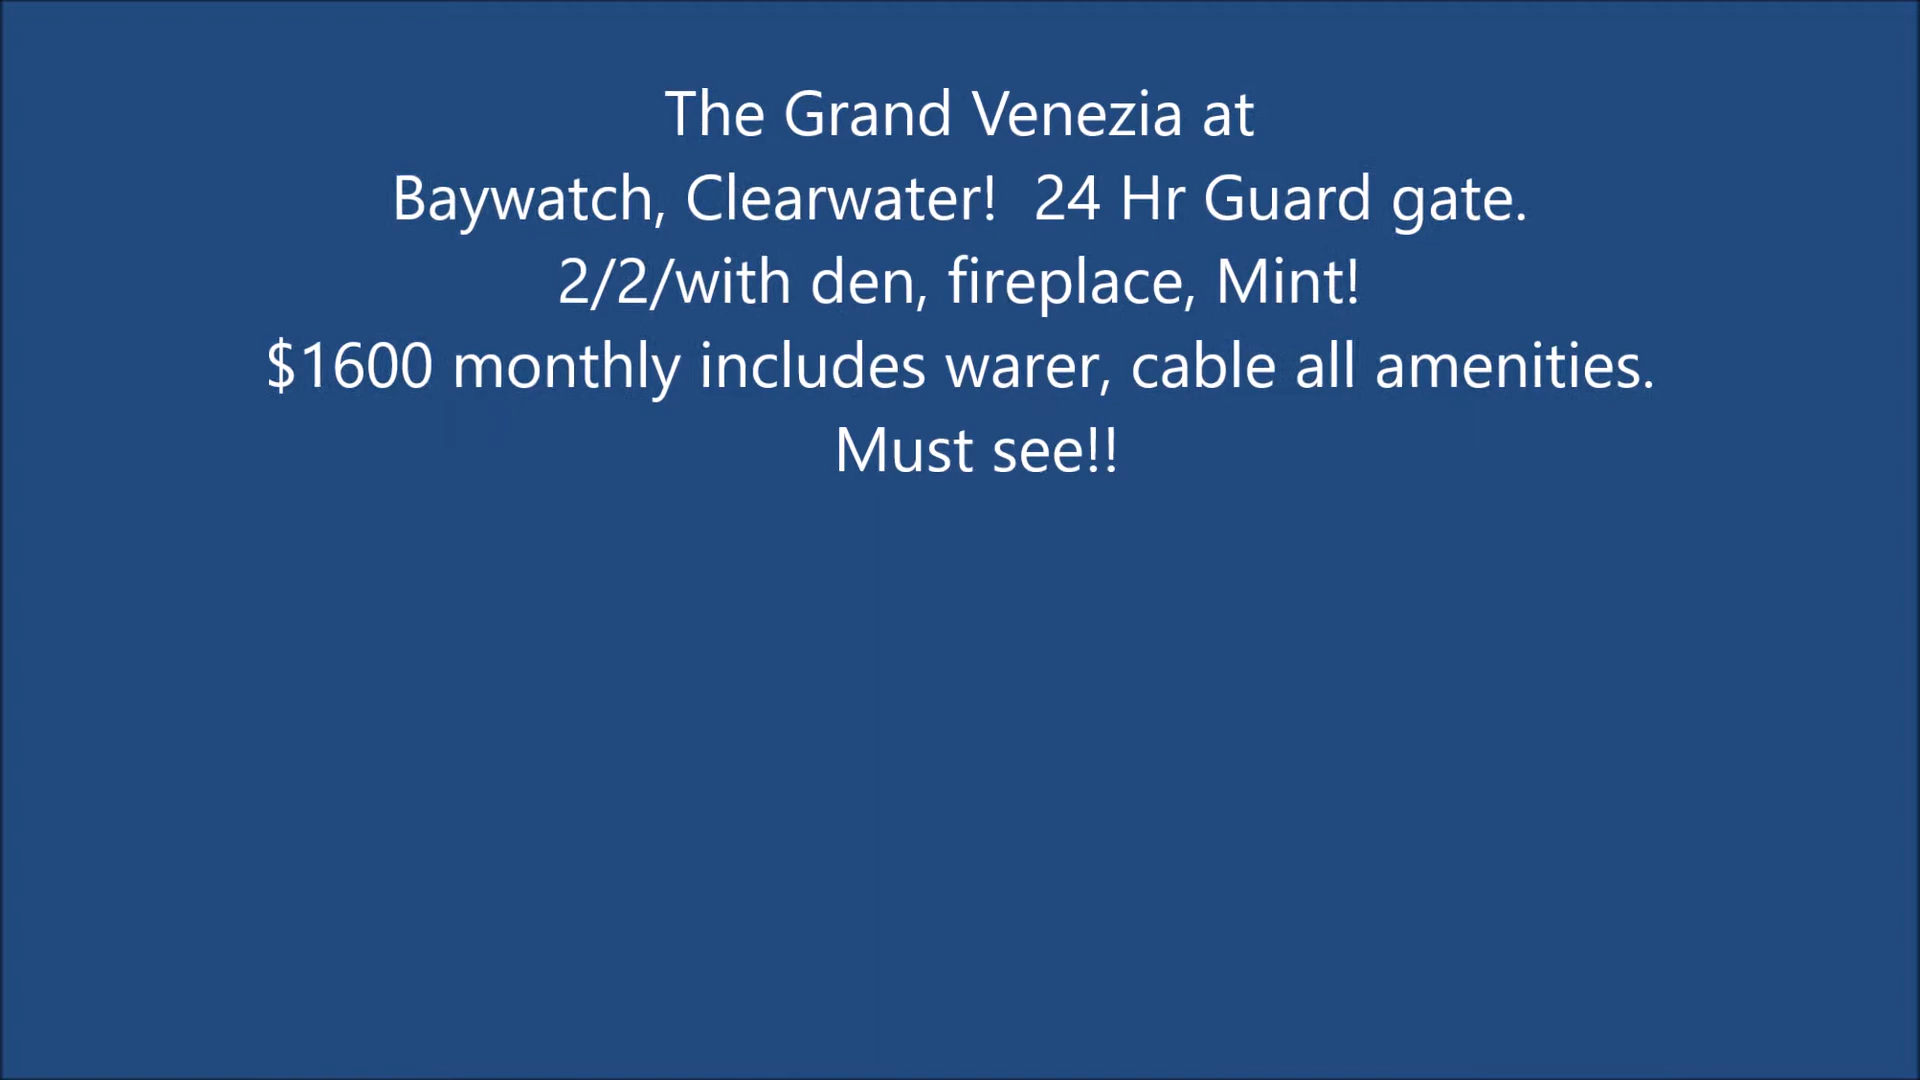 The Grand Venezia at
Baywatch, Clearwater!  24 Hr Guard gate.
2/2/with den, fireplace, Mint!
$1600 monthly includes warer, cable all amenities.
Must see!!